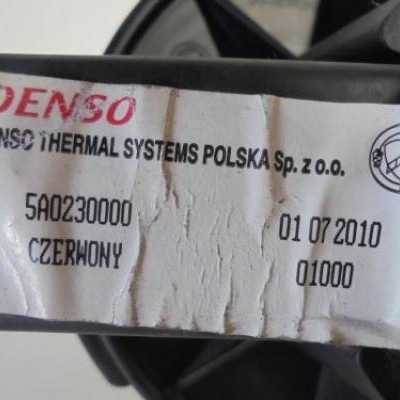 DENSO
NSO THERMAL SYSTEMS POLSKA Sp. z o.o.
5A0230000 01 07 2010
CZERWONY 01000